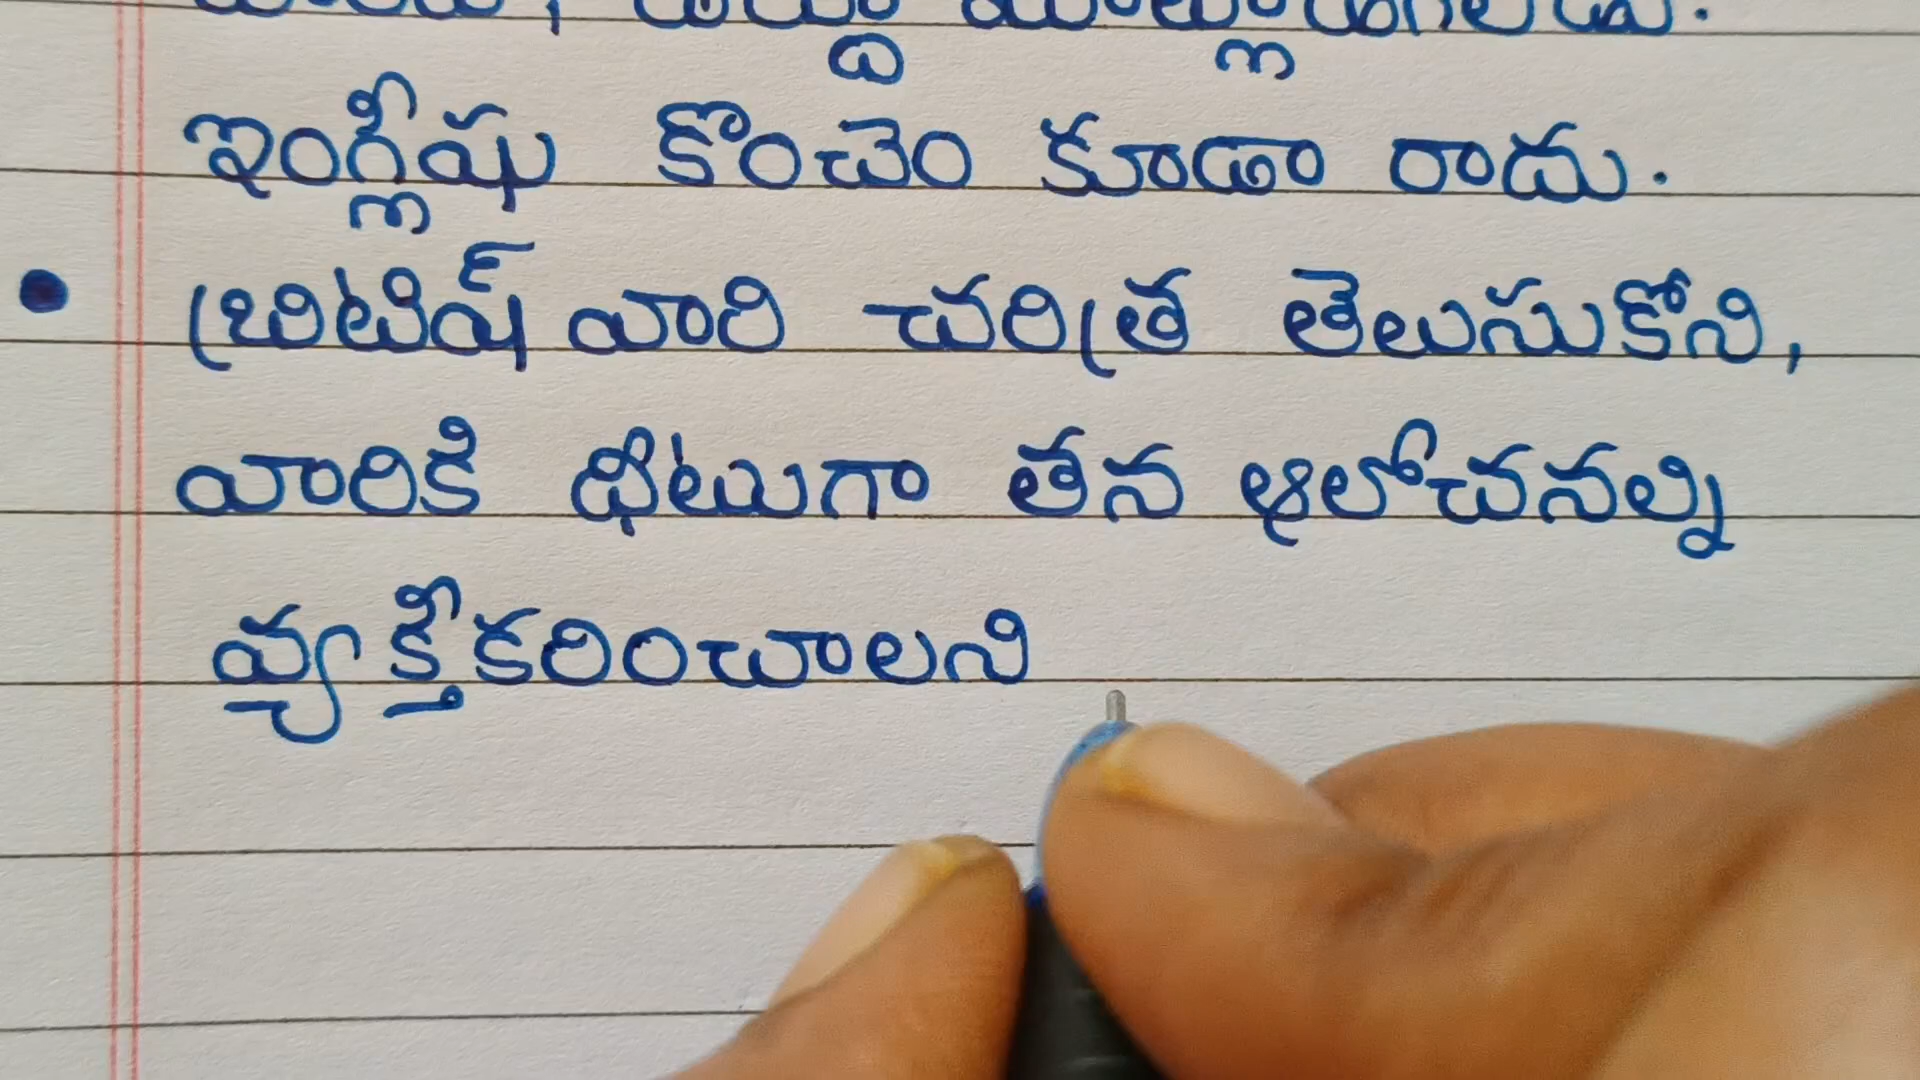 ఇంగ్లీషు కొంచెం కూడా రాదు.
• బ్రిటిష్ వారి చరిత్ర తెలుసుకోని,
వారికి ధీటుగా తన ఆలోచనల్ని
వ్యక్తీకరించాలని